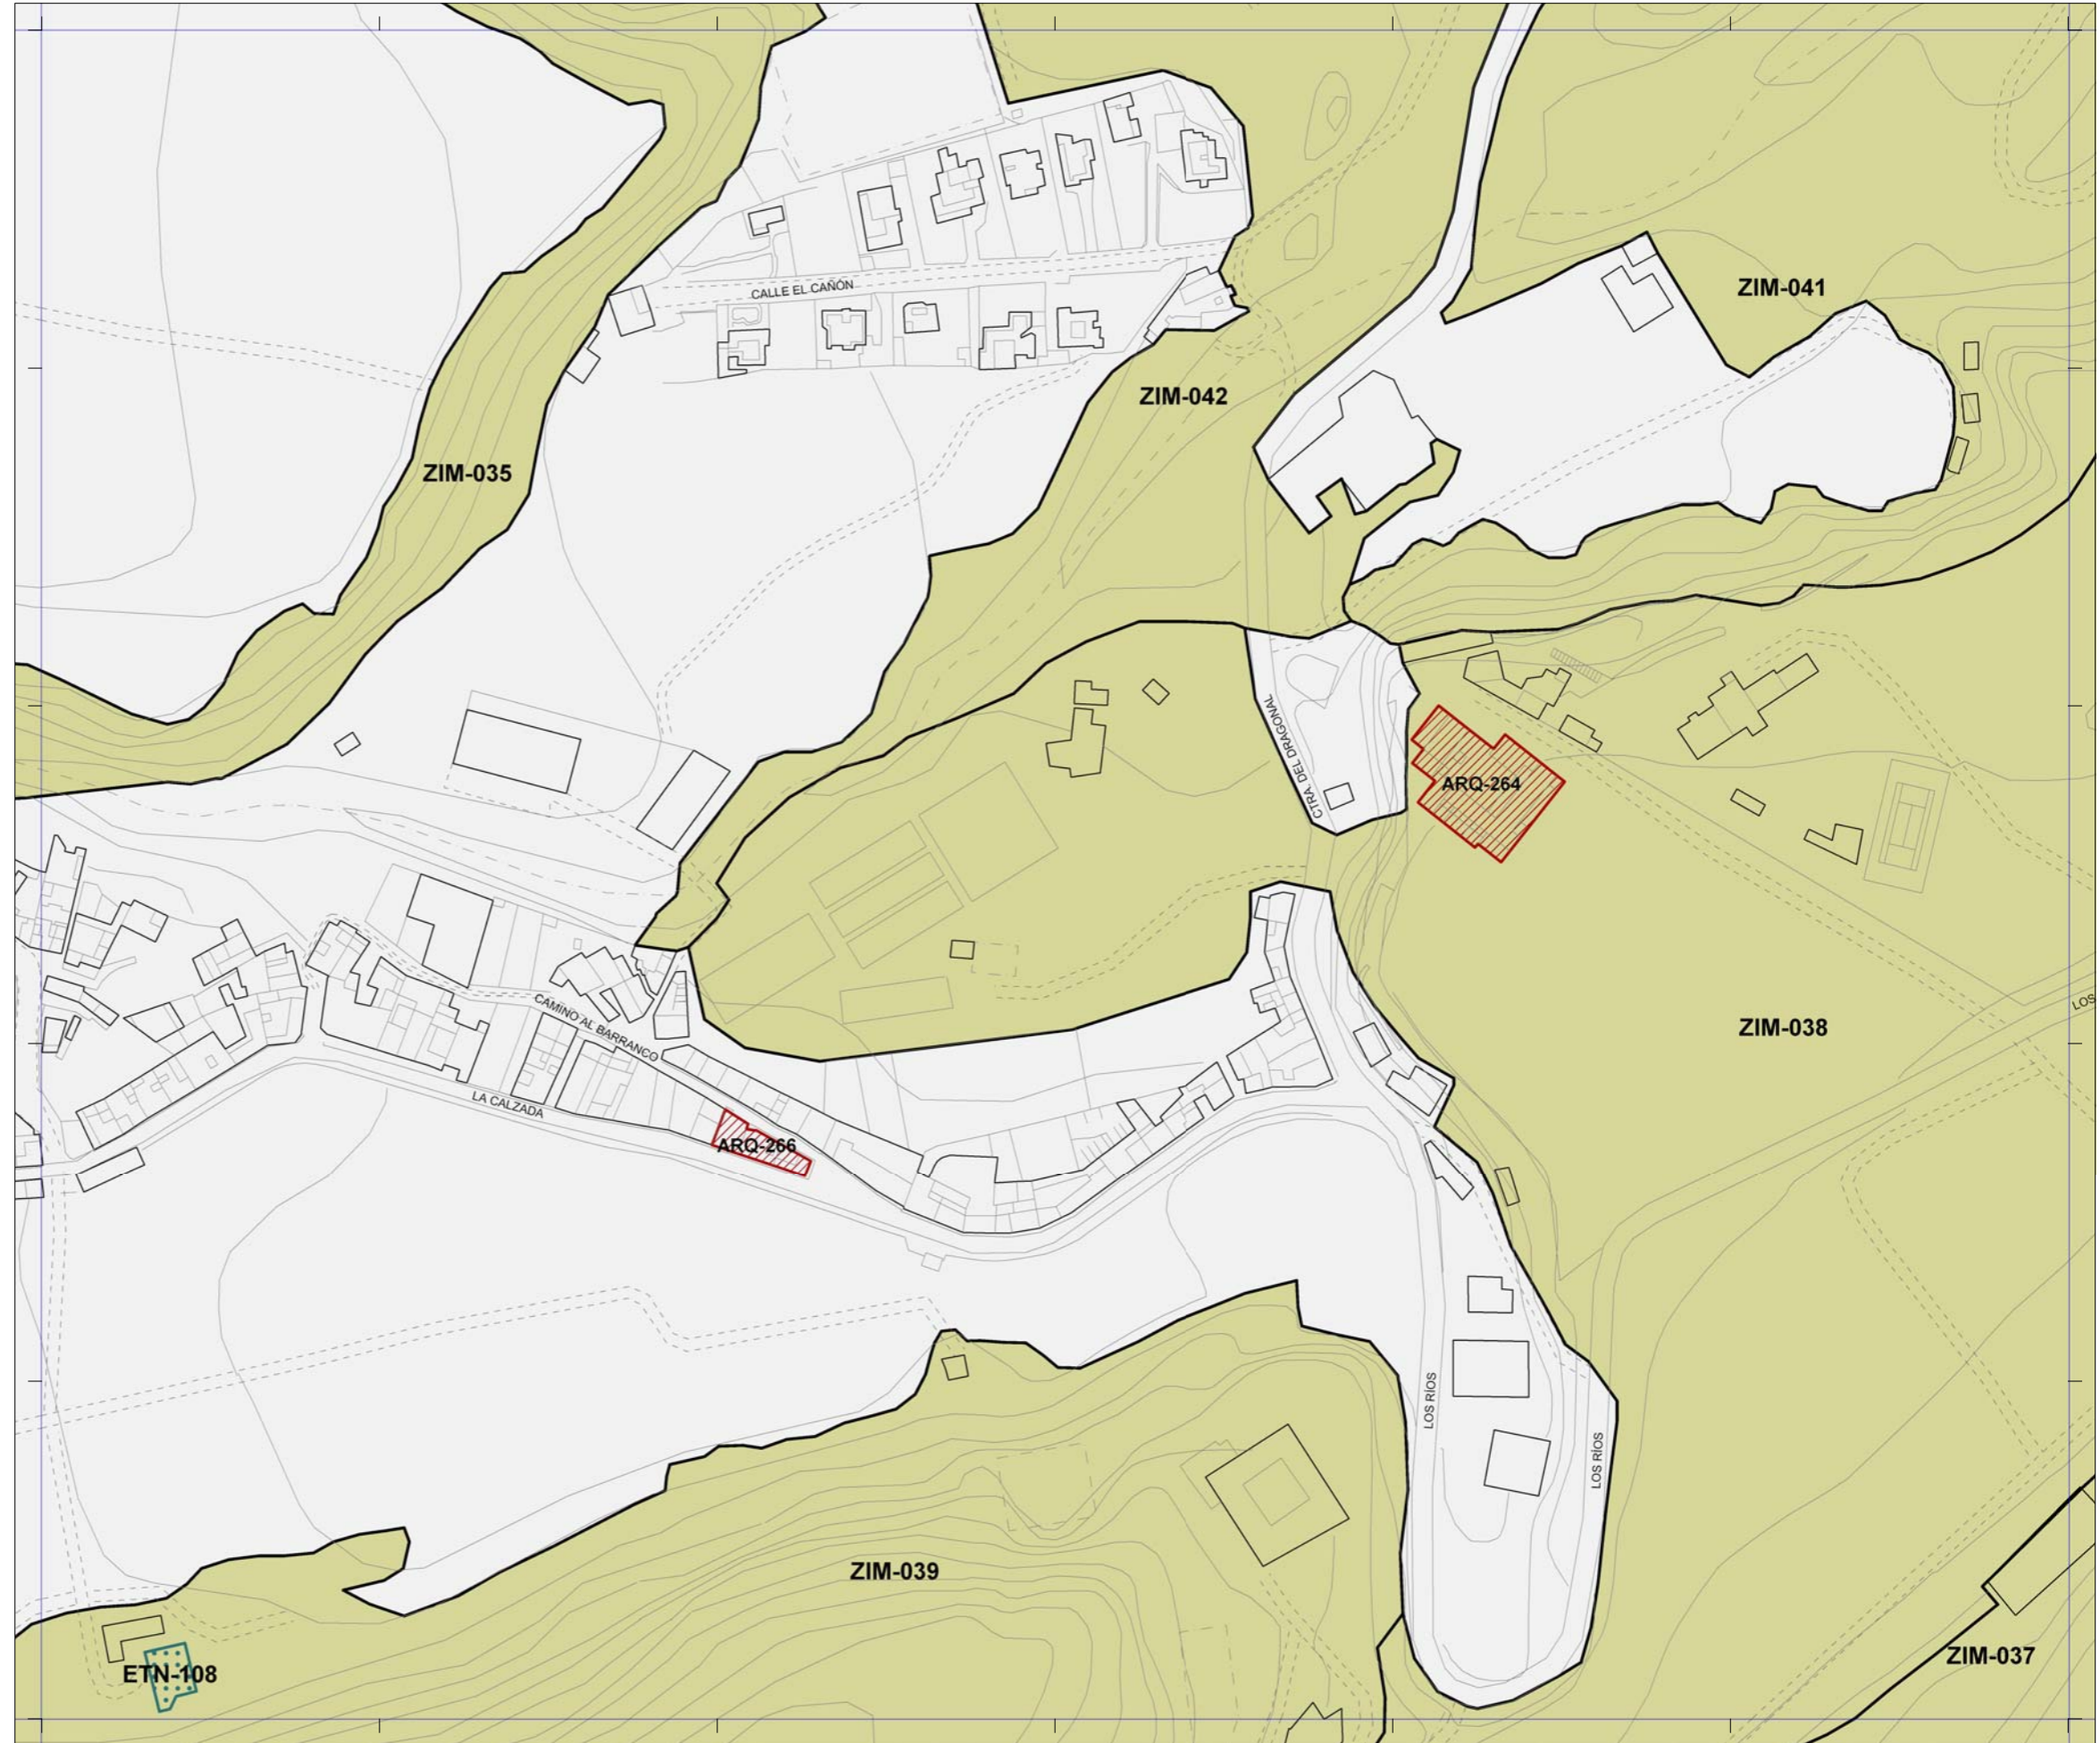 ZIM-041
CALLE EL CAÑÓN
ZIM-042
ZIM-035
CTRA. DEL DRAGONAL
ARQ-264
LOS
CAMINO AL BARRANCO
ZIM-038
LA CALZADA
ARQ-266
LOS RÍOS
LOS RÍOS
ZIM-039
ZIM-037
ETN-108